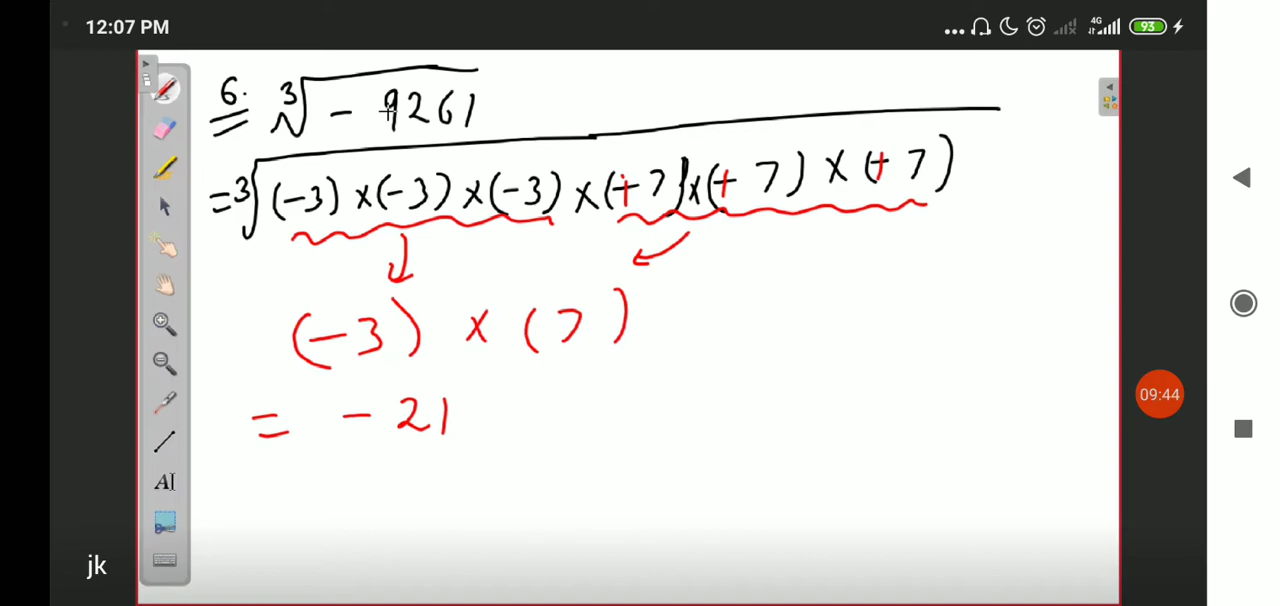 12:07 PM
4G
93
6. ∛ - 9261
= ∛ (-3) × (-3) × (-3) × (+7) × (+7) × (+7)
(-3) × (7)
09:44
= - 21
A
jk